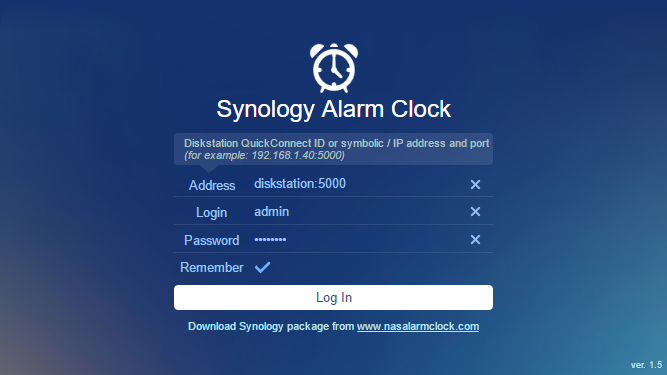 Synology Alarm Clock
Diskstation QuickConnect ID or symbolic / IP address and port
(for example: 192.168.1.40:5000)
Address diskstation:5000
Login admin
Password ••••••••
Remember
Log In
Download Synology package from www.nasalarmclock.com
ver. 1.5